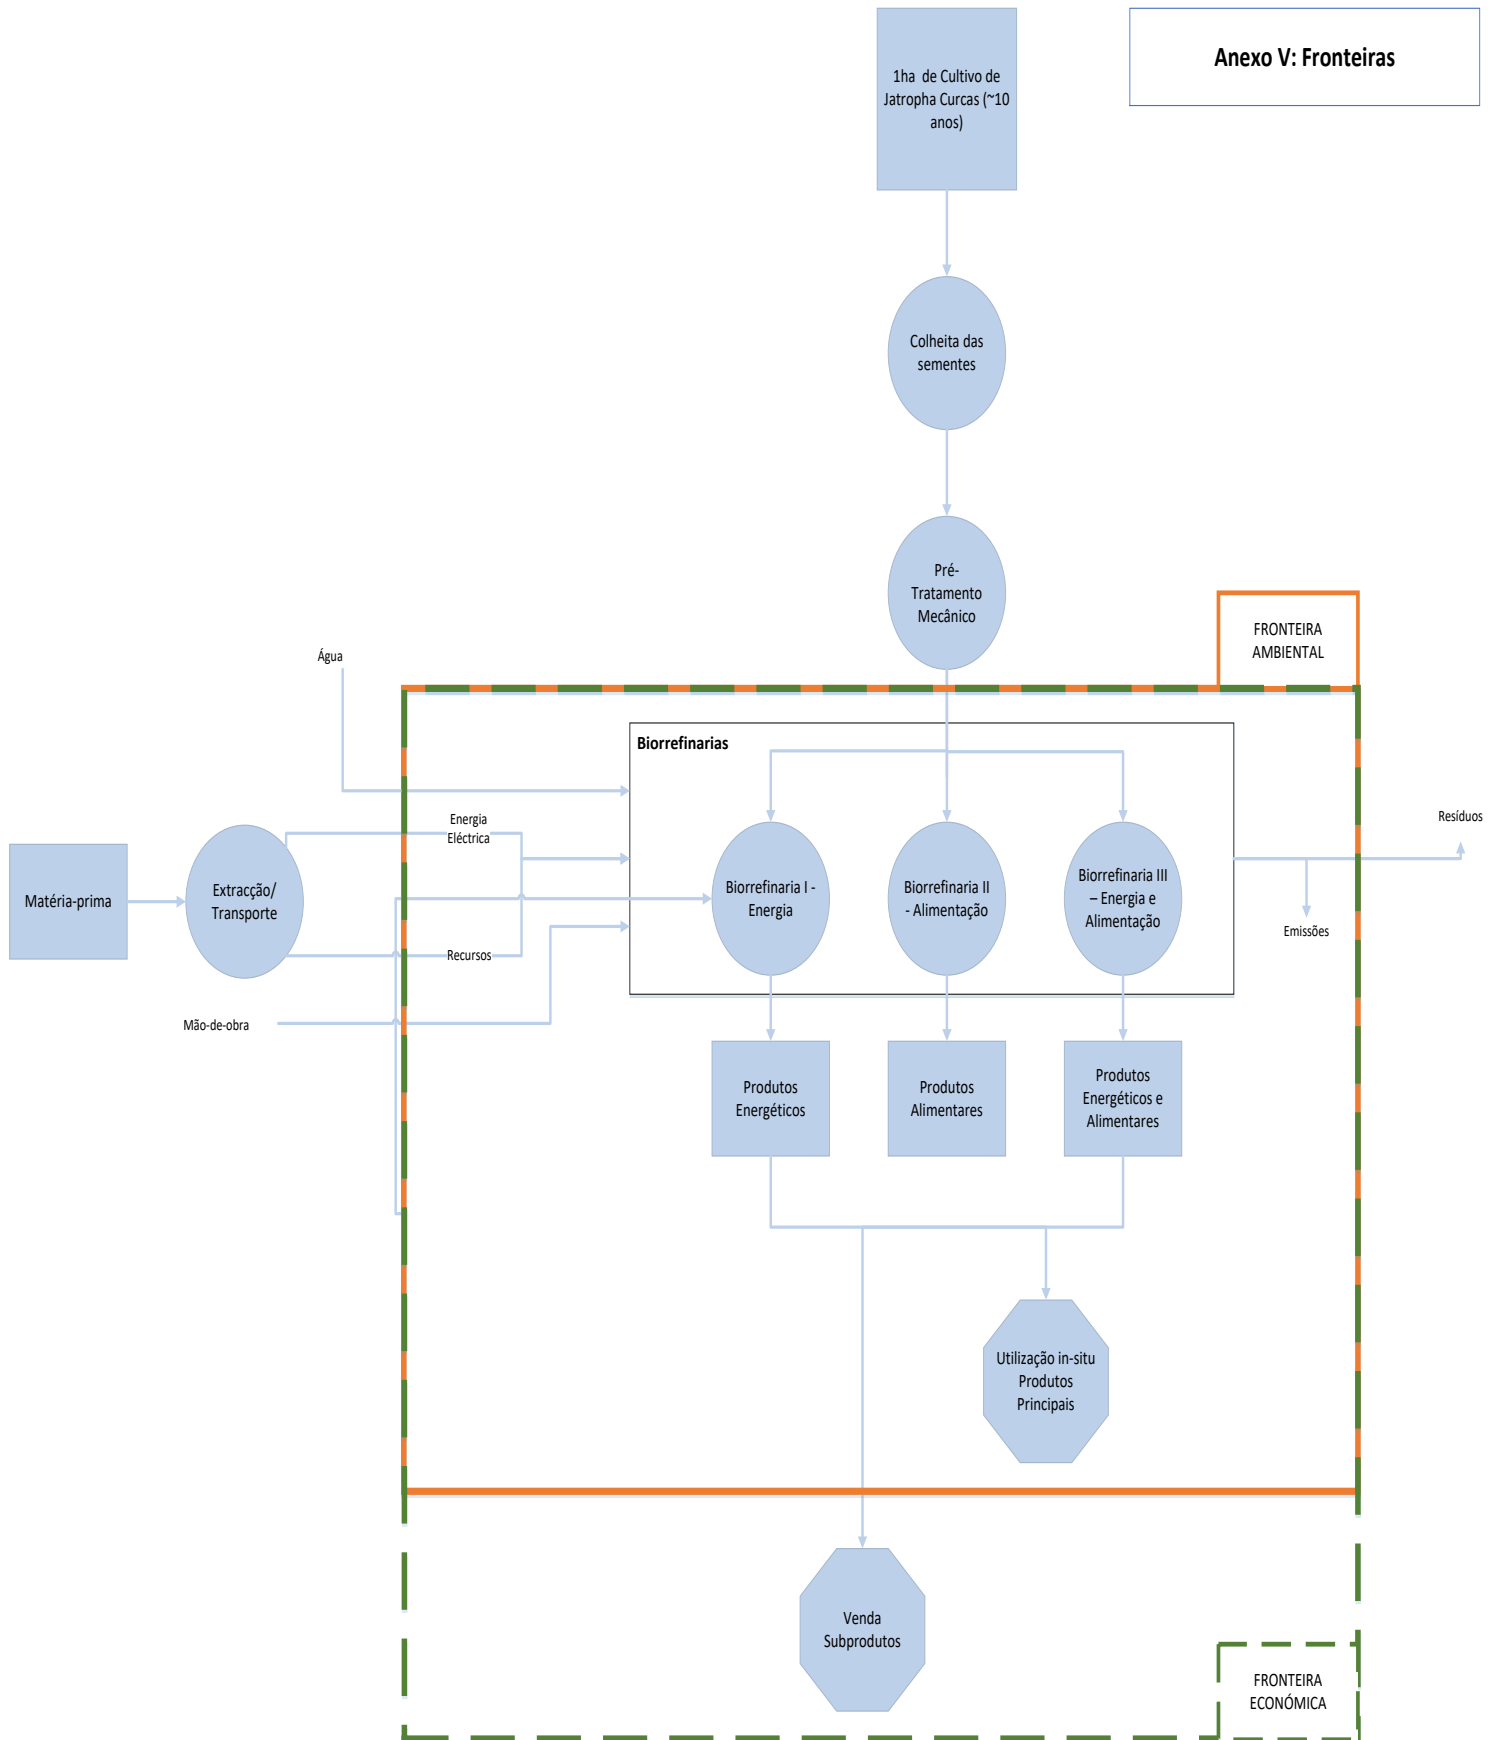 Anexo V: Fronteiras
1ha  de Cultivo de
Jatropha Curcas (~10
anos)
Colheita das
sementes
Pré-
Tratamento
Mecânico
FRONTEIRA
AMBIENTAL
Água
Biorrefinarias
Energia
Eléctrica
Resíduos
Matéria-prima
Extracção/
Transporte
Biorrefinaria I -
Energia
Biorrefinaria II
- Alimentação
Biorrefinaria III
– Energia e
Alimentação
Emissões
Recursos
Mão-de-obra
Produtos
Energéticos
Produtos
Alimentares
Produtos
Energéticos e
Alimentares
Utilização in-situ
Produtos
Principais
Venda
Subprodutos
FRONTEIRA
ECONÓMICA